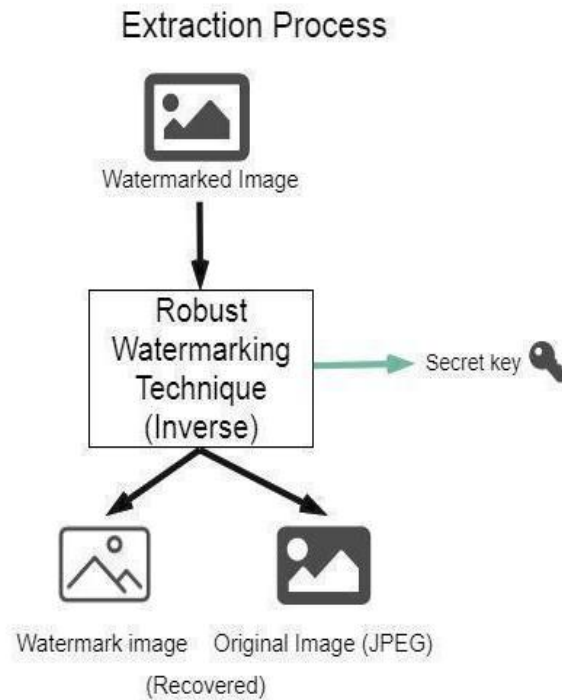 Extraction Process
Watermarked Image
Robust
Watermarking
Technique
(Inverse)
Secret key
Watermark image
Original Image (JPEG)
(Recovered)